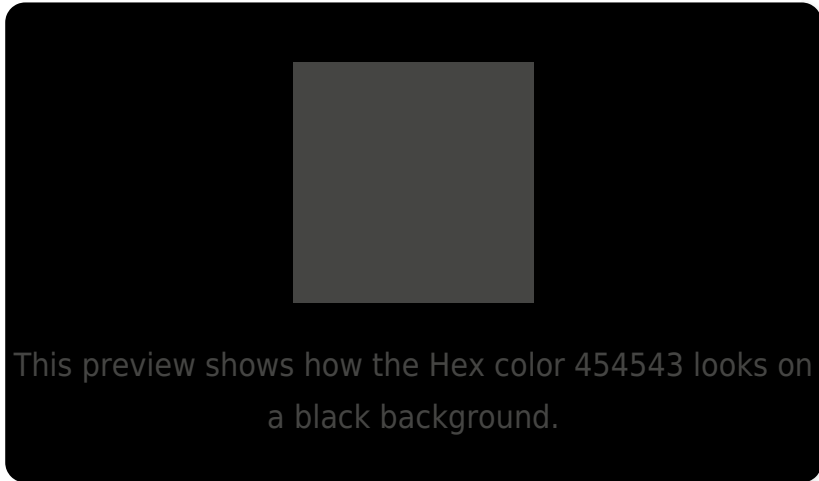 This preview shows how the Hex color 454543 looks on
a black background.